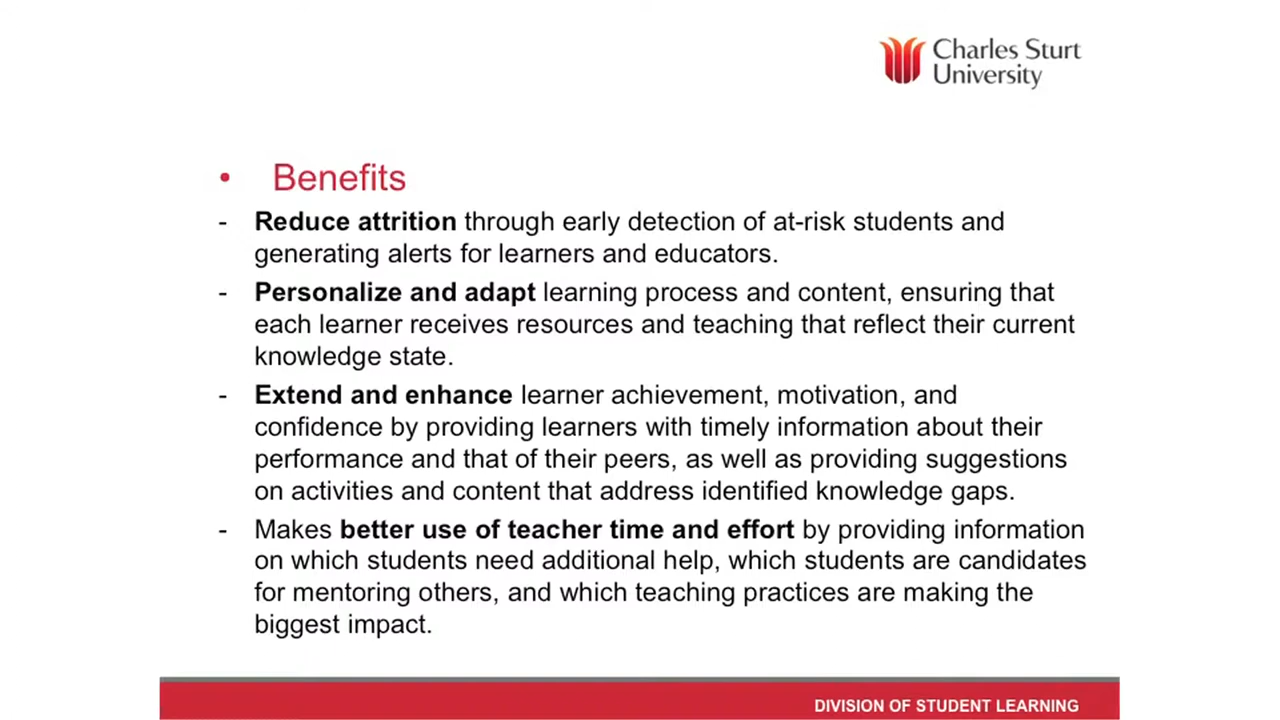 Charles Sturt
University
• Benefits
- Reduce attrition through early detection of at-risk students and
generating alerts for learners and educators.
- Personalize and adapt learning process and content, ensuring that
each learner receives resources and teaching that reflect their current
knowledge state.
- Extend and enhance learner achievement, motivation, and
confidence by providing learners with timely information about their
performance and that of their peers, as well as providing suggestions
on activities and content that address identified knowledge gaps.
- Makes better use of teacher time and effort by providing information
on which students need additional help, which students are candidates
for mentoring others, and which teaching practices are making the
biggest impact.
DIVISION OF STUDENT LEARNING